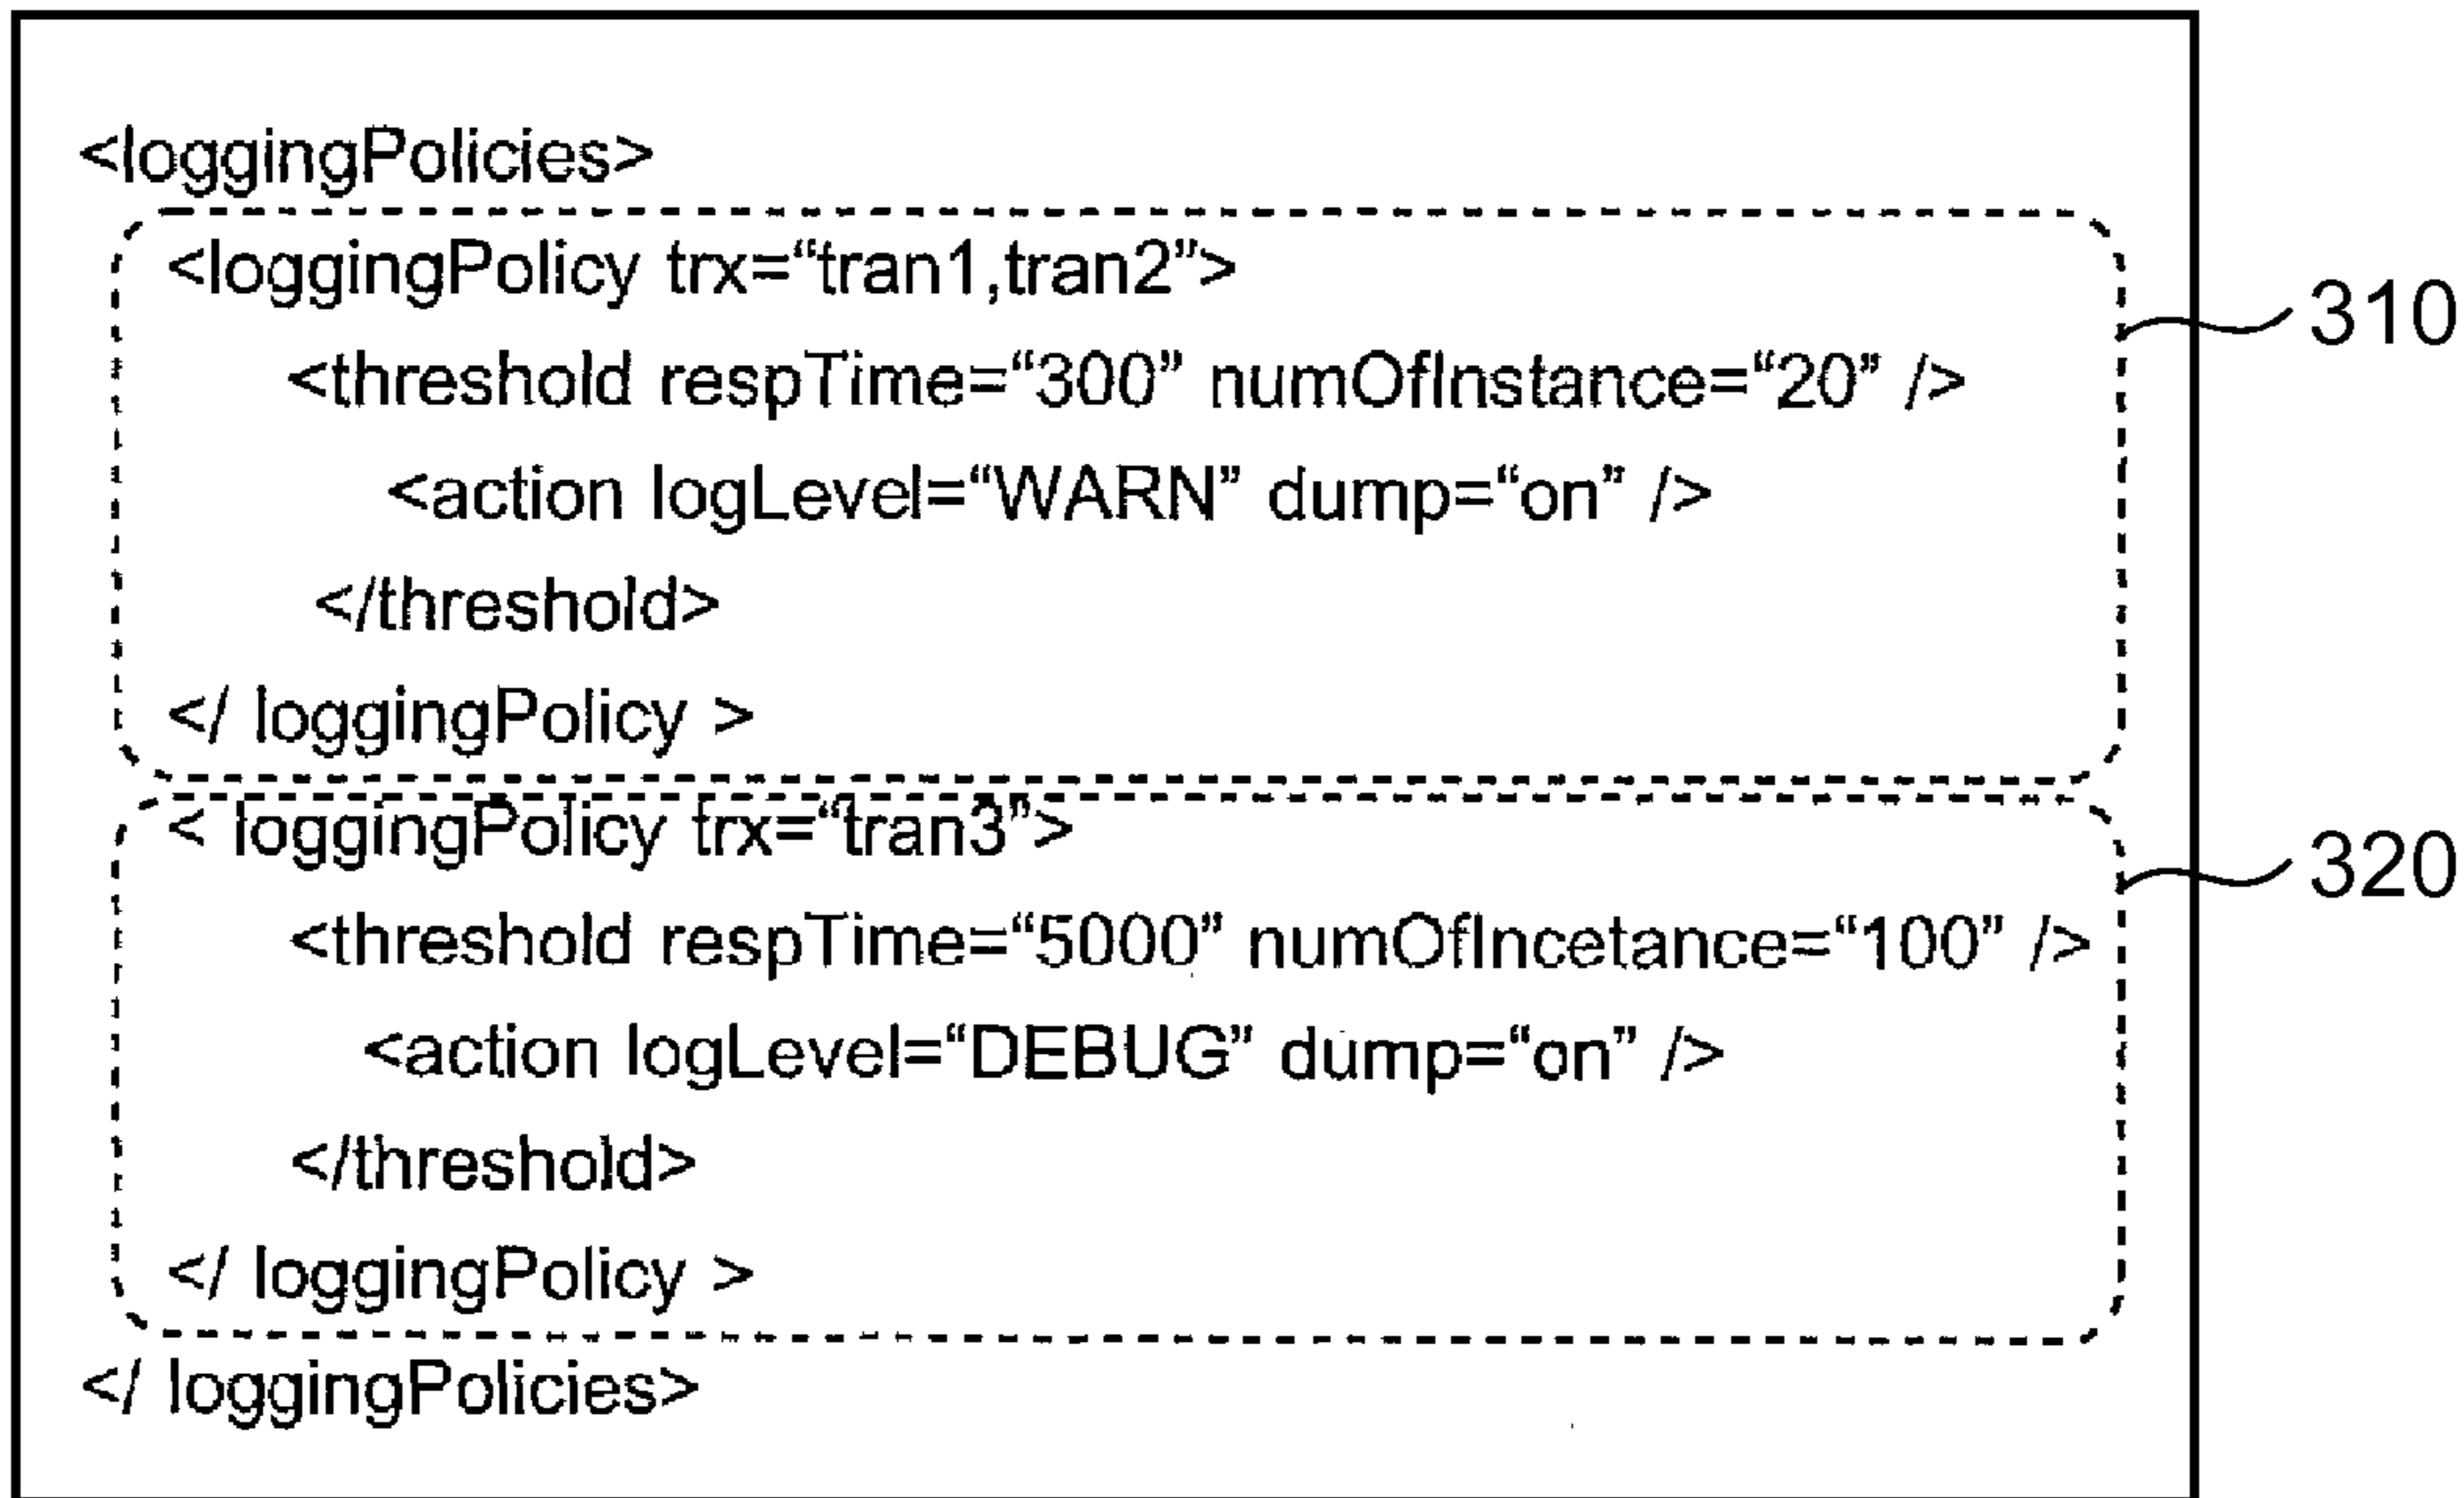 <loggingPolicies>
<loggingPolicy trx=“tran1,tran2”>
310
<threshold respTime=“300” numOfInstance=“20” />
<action logLevel=“WARN” dump=“on” />
</threshold>
</ loggingPolicy >
< loggingPolicy trx=“tran3”>
320
<threshold respTime=“5000” numOfIncetance=“100” />
<action logLevel=“DEBUG” dump=“on” />
</threshold>
</ loggingPolicy >
</ loggingPolicies>